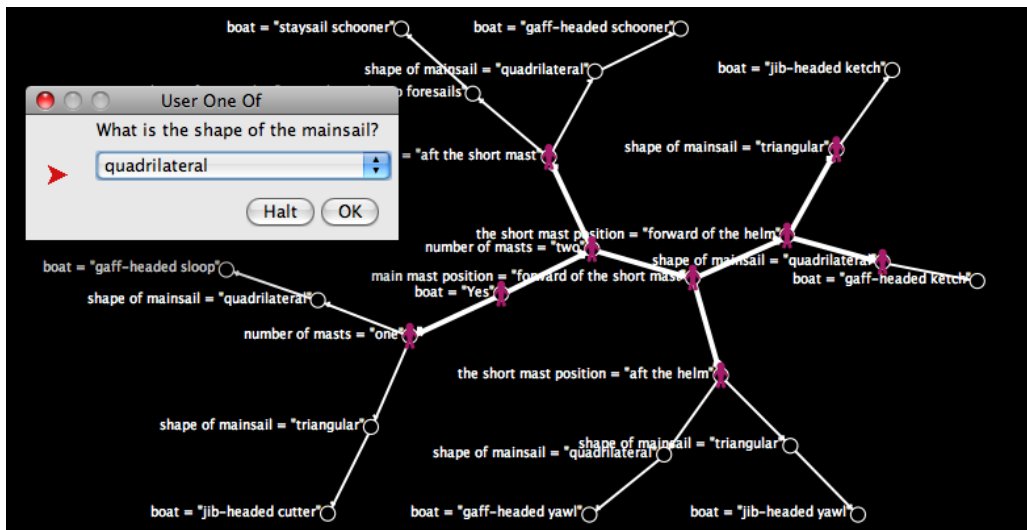 boat = "staysail schooner"
boat = "gaff-headed schooner"
shape of mainsail = "quadrilateral"
boat = "jib-headed ketch"
foresails
User One Of
What is the shape of the mainsail?
quadrilateral
Halt
OK
= "aft the short mast"
shape of mainsail = "triangular"
the short mast position = "forward of the helm"
number of masts = "two"
shape of mainsail = "quadrilateral"
boat = "gaff-headed sloop"
main mast position = "forward of the short mast"
boat = "gaff-headed ketch"
boat = "Yes"
shape of mainsail = "quadrilateral"
number of masts = "one"
the short mast position = "aft the helm"
shape of mainsail = "triangular"
shape of mainsail = "triangular"
shape of mainsail = "quadrilateral"
boat = "jib-headed cutter"
boat = "gaff-headed yawl"
boat = "jib-headed yawl"